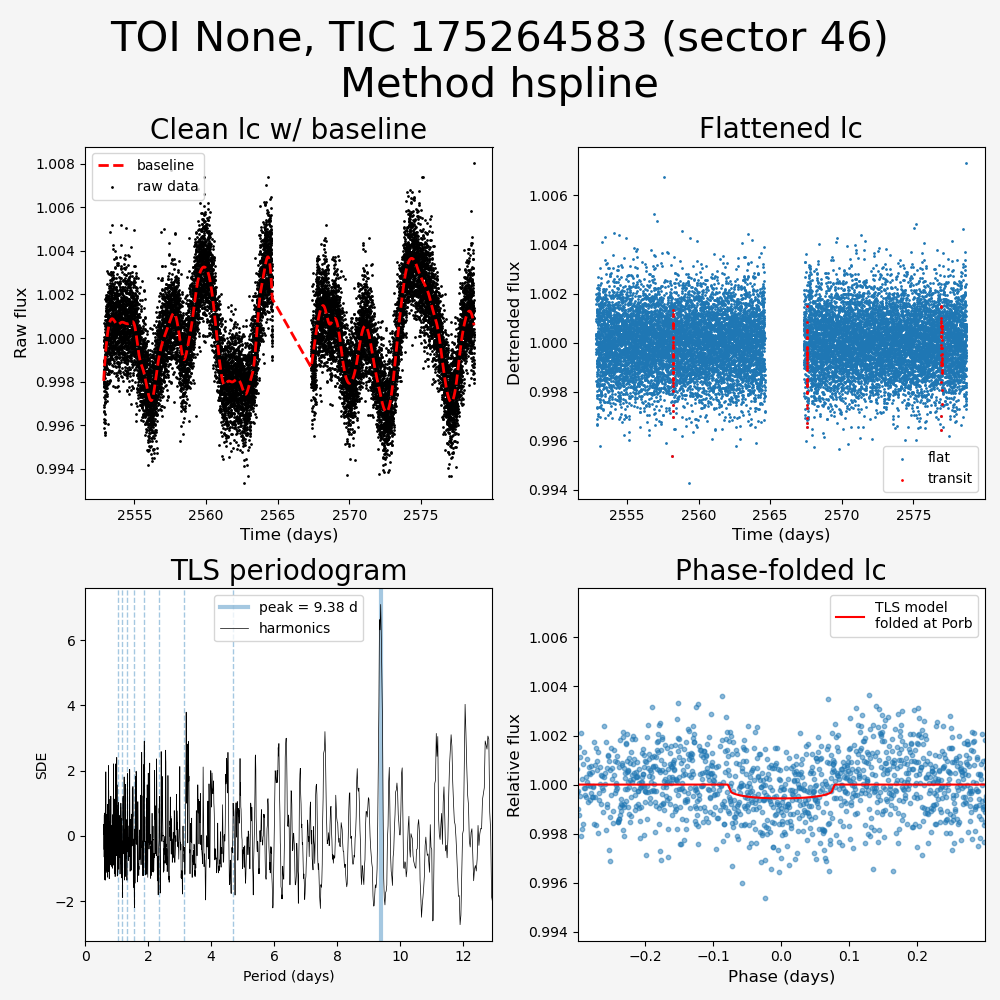 TOI None, TIC 175264583 (sector 46)
Method hspline
Clean lc w/ baseline
baseline
raw data
Raw flux
1.008
1.006
1.004
1.002
1.000
0.998
0.996
0.994
2555
2560
2565
2570
2575
Time (days)
Flattened lc
Detrended flux
1.006
1.004
1.002
1.000
0.998
0.996
0.994
flat
transit
2555
2560
2565
2570
2575
Time (days)
TLS periodogram
peak = 9.38 d
harmonics
SDE
6
4
2
0
−2
0
2
4
6
8
10
12
Period (days)
Phase-folded lc
TLS model
folded at Porb
Relative flux
1.006
1.004
1.002
1.000
0.998
0.996
0.994
−0.2
−0.1
0.0
0.1
0.2
Phase (days)